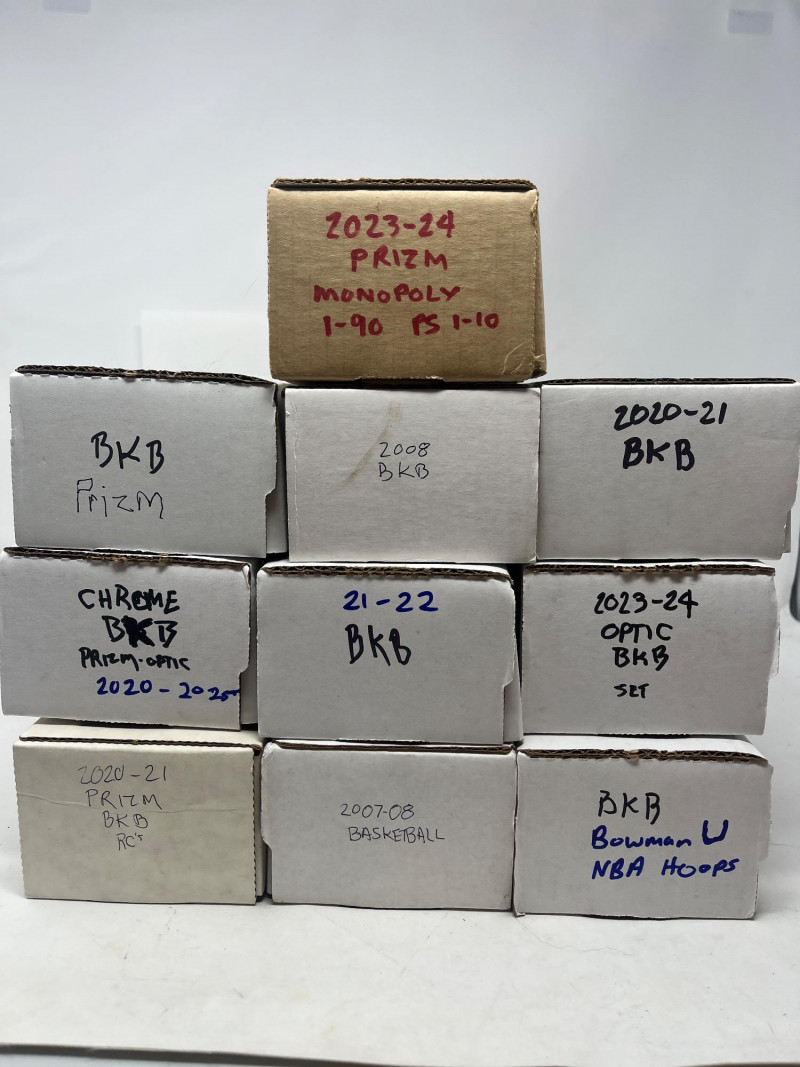 2023-24
PRIZM
MONOPOLY
1-90 PS 1-10
BKB
PrizM
2008
BKB
2020-21
BKB
CHROME
BKB
PRIZM-OPTIC
2020-2025
21-22
BKB
2023-24
OPTIC
BKB
SET
2020-21
PRIZM
BKB
RC's
2007-08
BASKETBALL
BKB
Bowman U
NBA HOOPS